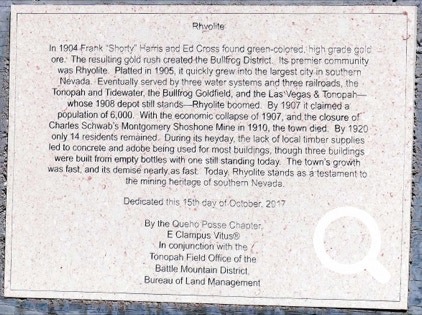 Rhyolite
In 1904 Frank "Shorty" Harris and Ed Cross found green-colored, high grade gold
ore. The resulting gold rush created the Bullfrog District. Its premier community
was Rhyolite. Platted in 1905, it quickly grew into the largest city in southern
Nevada. Eventually served by three water systems and three railroads, the
Tonopah and Tidewater, the Bullfrog Goldfield, and the Las Vegas & Tonopah—
whose 1908 depot still stands—Rhyolite boomed. By 1907 it claimed a
population of 6,000. With the economic collapse of 1907, and the closure of
Charles Schwab's Montgomery Shoshone Mine in 1910, the town died. By 1920
only 14 residents remained. During its heyday, the lack of local timber supplies
led to concrete and adobe being used for most buildings, though three buildings
were built from empty bottles with one still standing today. The town's growth
was fast, and its demise nearly as fast. Today, Rhyolite stands as a testament to
the mining heritage of southern Nevada.
Dedicated this 15th day of October, 2017
By the Queho Posse Chapter,
E Clampus Vitus®
In conjunction with the
Tonopah Field Office of the
Battle Mountain District,
Bureau of Land Management